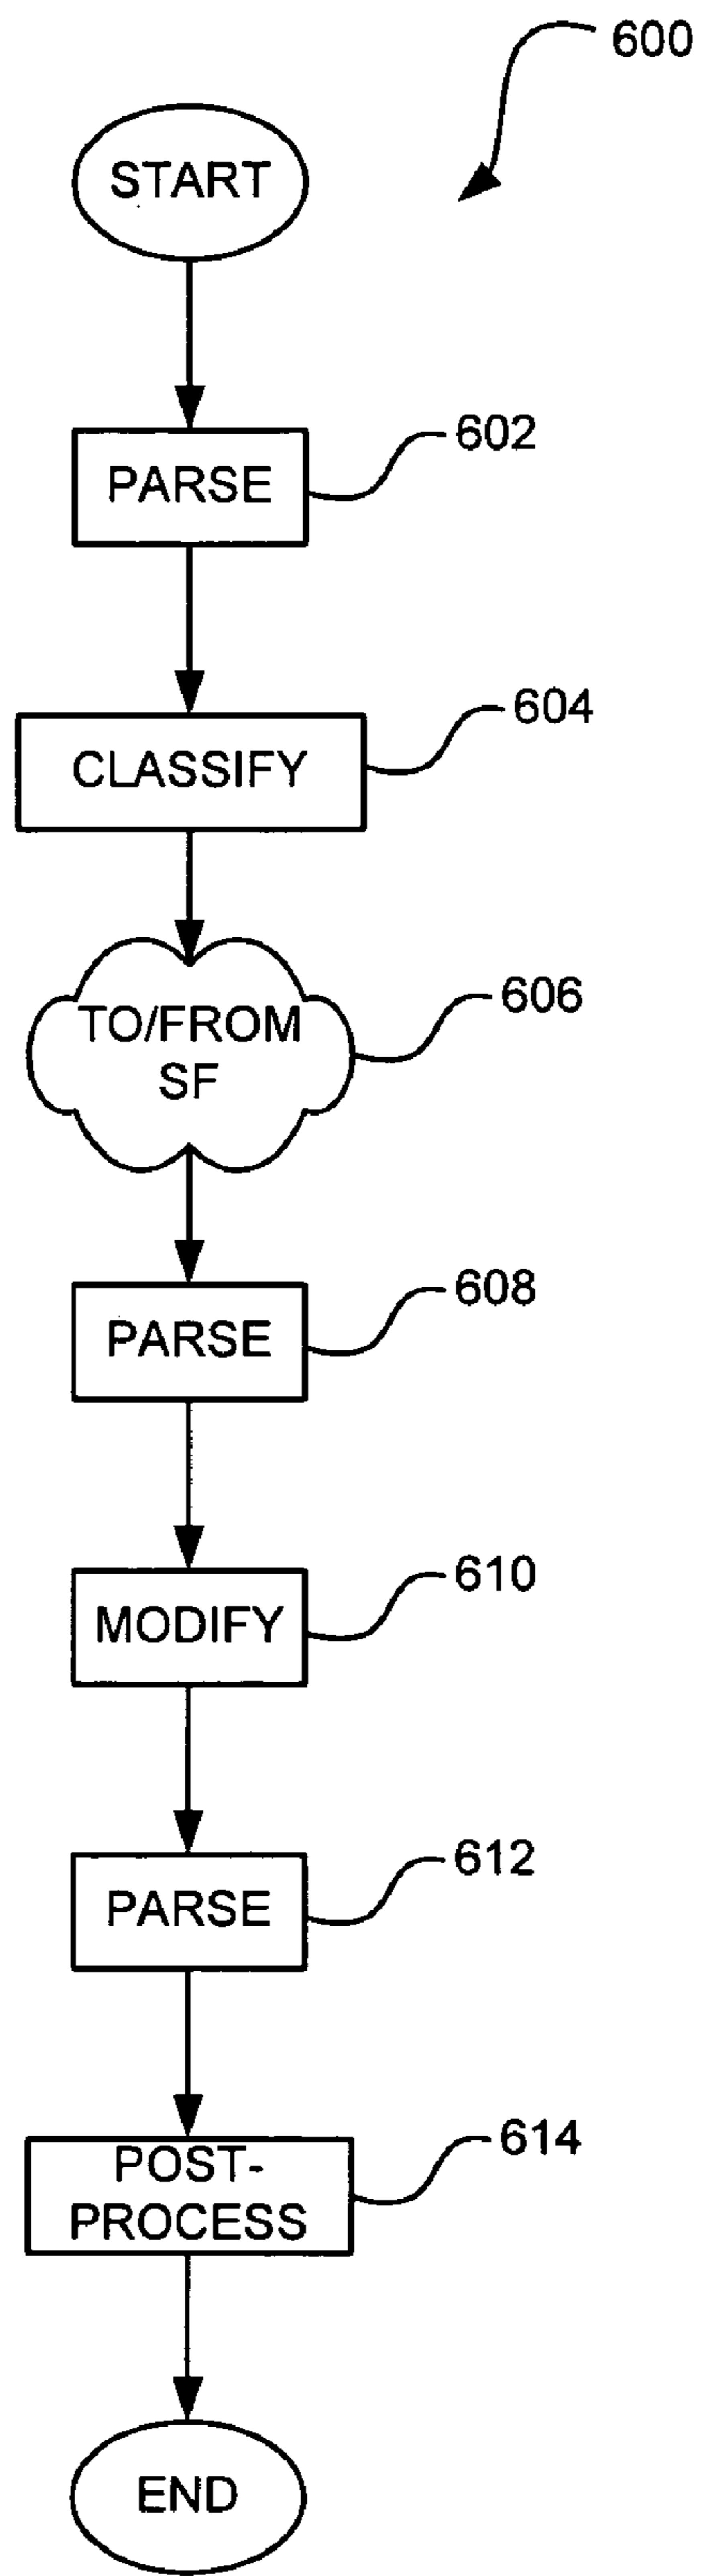 600
START
602
PARSE
604
CLASSIFY
606
TO/FROM
SF
608
PARSE
610
MODIFY
612
PARSE
614
POST-
PROCESS
END